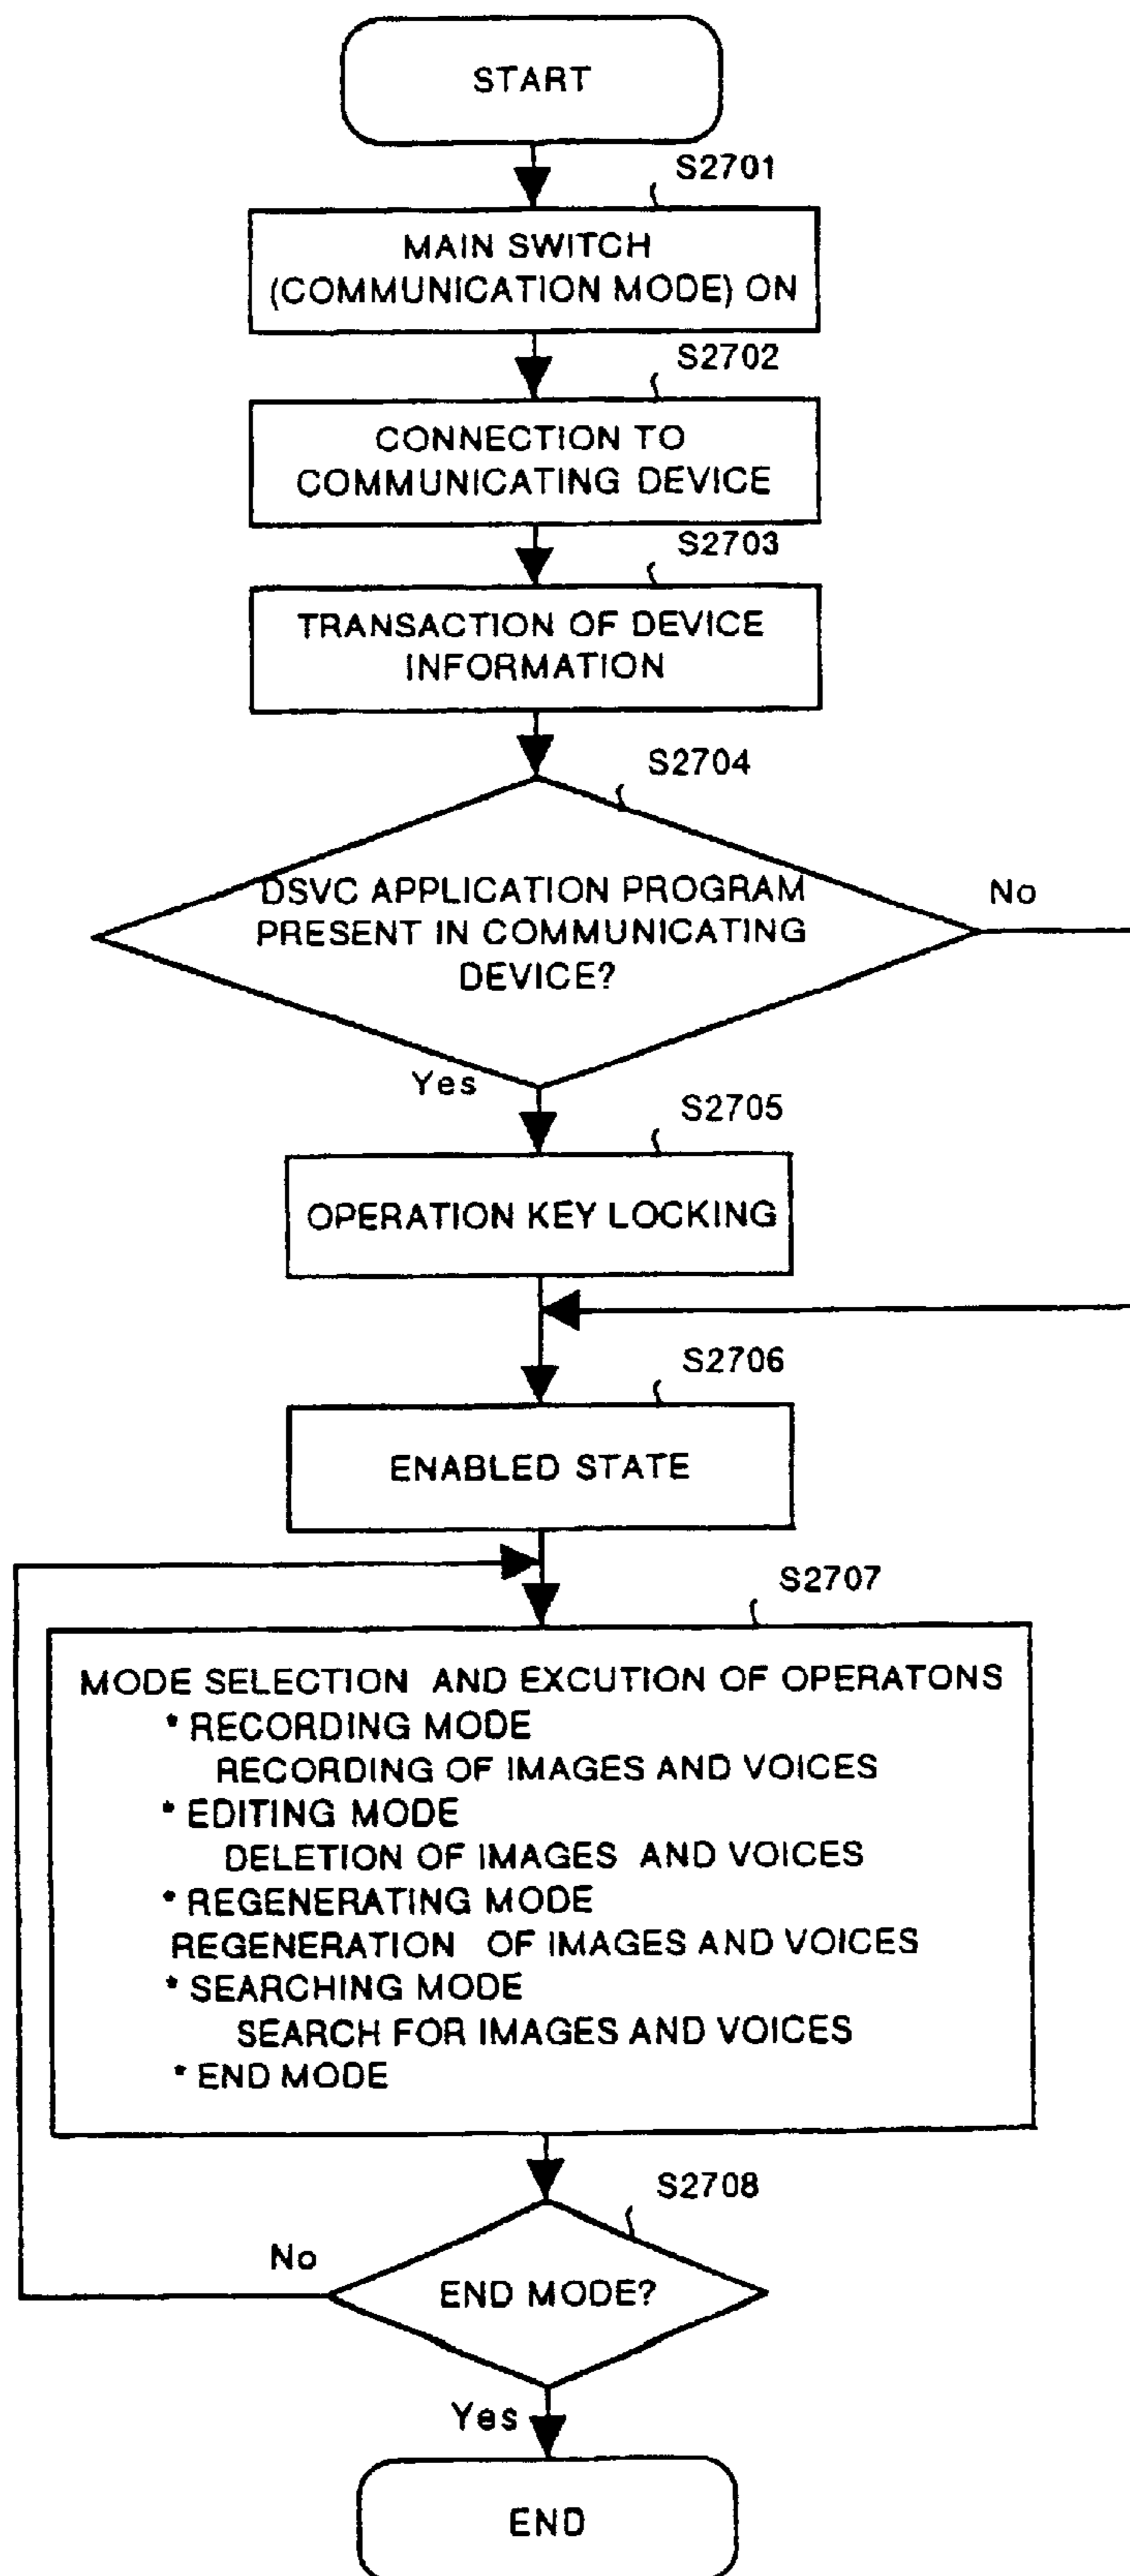 START
S2701
MAIN SWITCH
(COMMUNICATION MODE) ON
S2702
CONNECTION TO
COMMUNICATING DEVICE
S2703
TRANSACTION OF DEVICE
INFORMATION
S2704
DSVC APPLICATION PROGRAM
PRESENT IN COMMUNICATING
DEVICE?
No
Yes
S2705
OPERATION KEY LOCKING
S2706
ENABLED STATE
S2707
MODE SELECTION AND EXCUTION OF OPERATONS
* RECORDING MODE
RECORDING OF IMAGES AND VOICES
* EDITING MODE
DELETION OF IMAGES AND VOICES
* REGENERATING MODE
REGENERATION OF IMAGES AND VOICES
* SEARCHING MODE
SEARCH FOR IMAGES AND VOICES
* END MODE
S2708
No
END MODE?
Yes
END